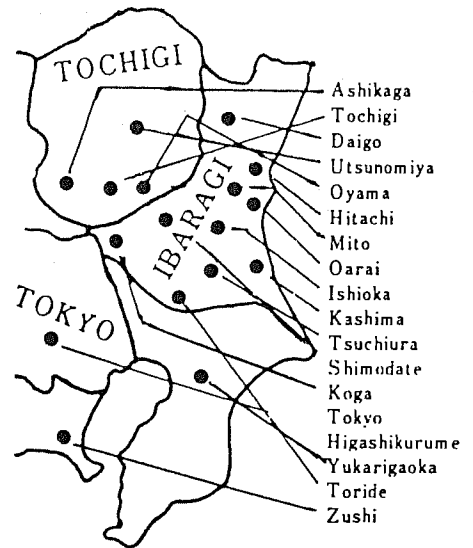 TOCHIGI
IBARAGI
TOKYO
Ashikaga
Tochigi
Daigo
Utsunomiya
Oyama
Hitachi
Mito
Oarai
Ishioka
Kashima
Tsuchiura
Shimodate
Koga
Tokyo
Higashikurume
Yukarigaoka
Toride
Zushi